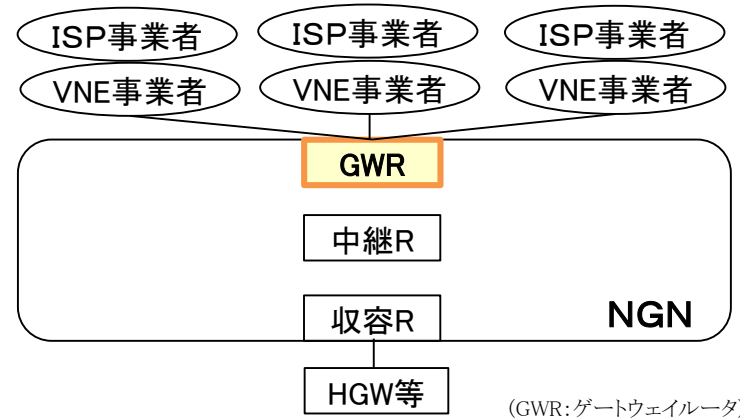 ISP事業者 ISP事業者 ISP事業者
VNE事業者 VNE事業者 VNE事業者
GWR
中継R
収容R NGN
HGW等
(GWR:ゲートウェイルータ)